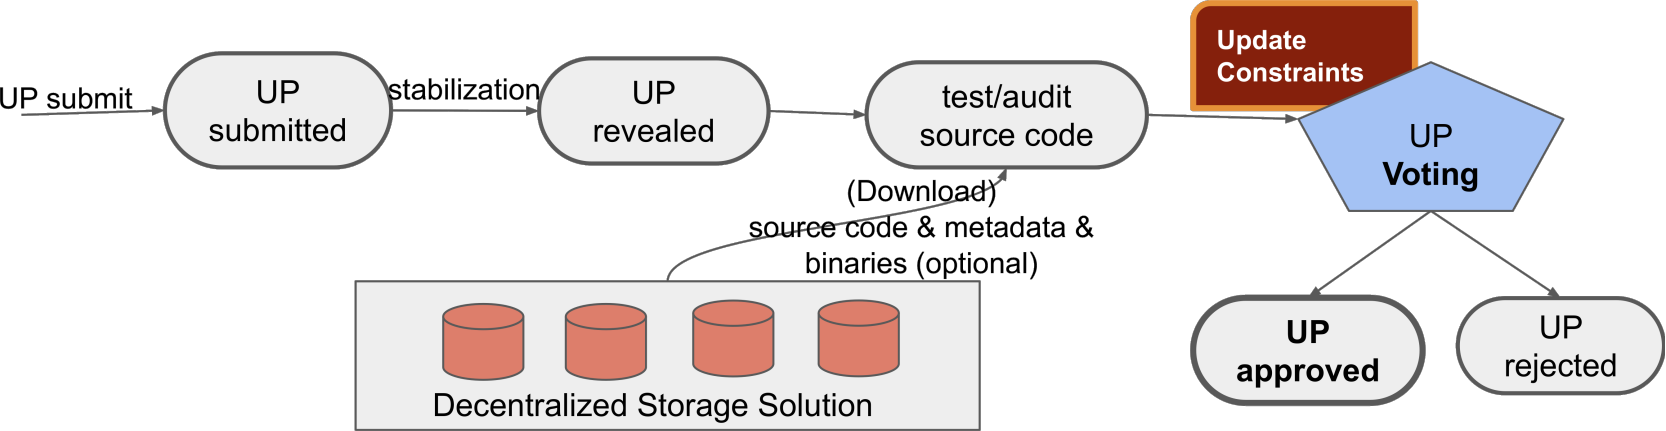 UP submit
UP
submitted
stabilization
UP
revealed
test/audit
source code
Update
Constraints
UP
Voting
(Download)
source code & metadata &
binaries (optional)
Decentralized Storage Solution
UP
approved
UP
rejected